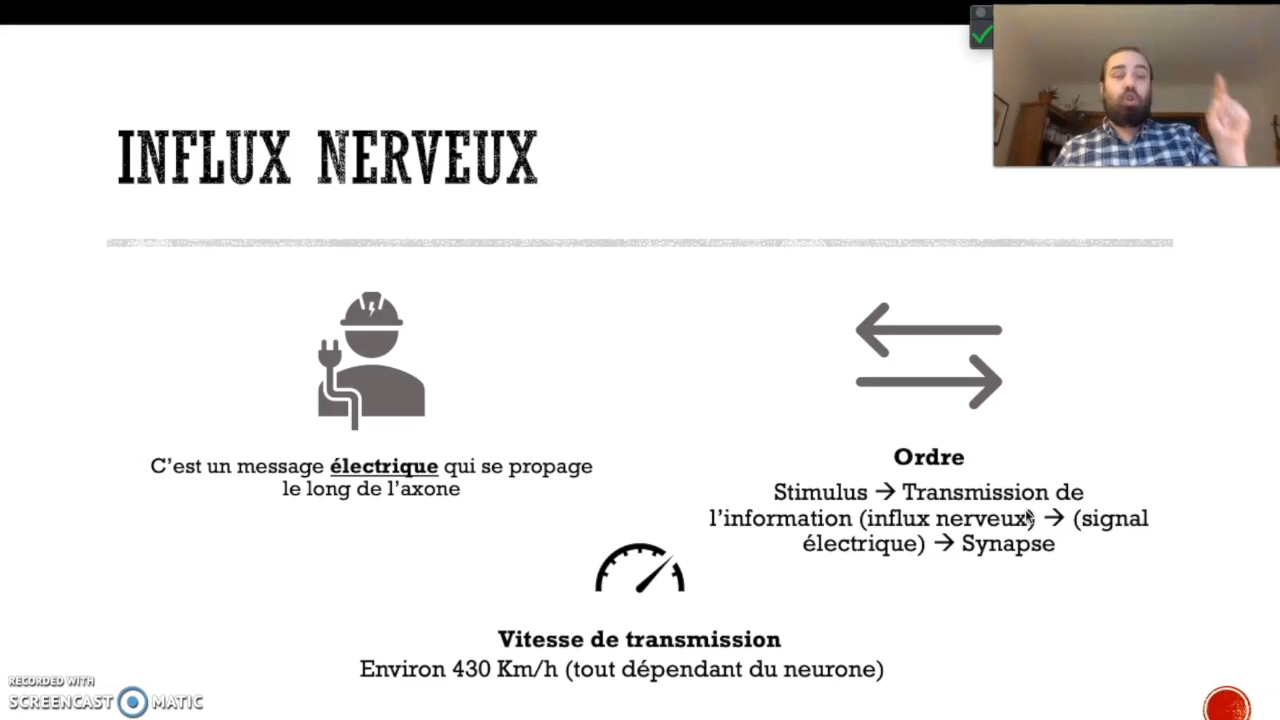 INFLUX NERVEUX
C'est un message électrique qui se propage
le long de l'axone
Ordre
Stimulus → Transmission de
l'information (influx nerveux) → (signal
électrique) → Synapse
Vitesse de transmission
Environ 430 Km/h (tout dépendant du neurone)
RECORDED WITH
SCREENCAST MATIC